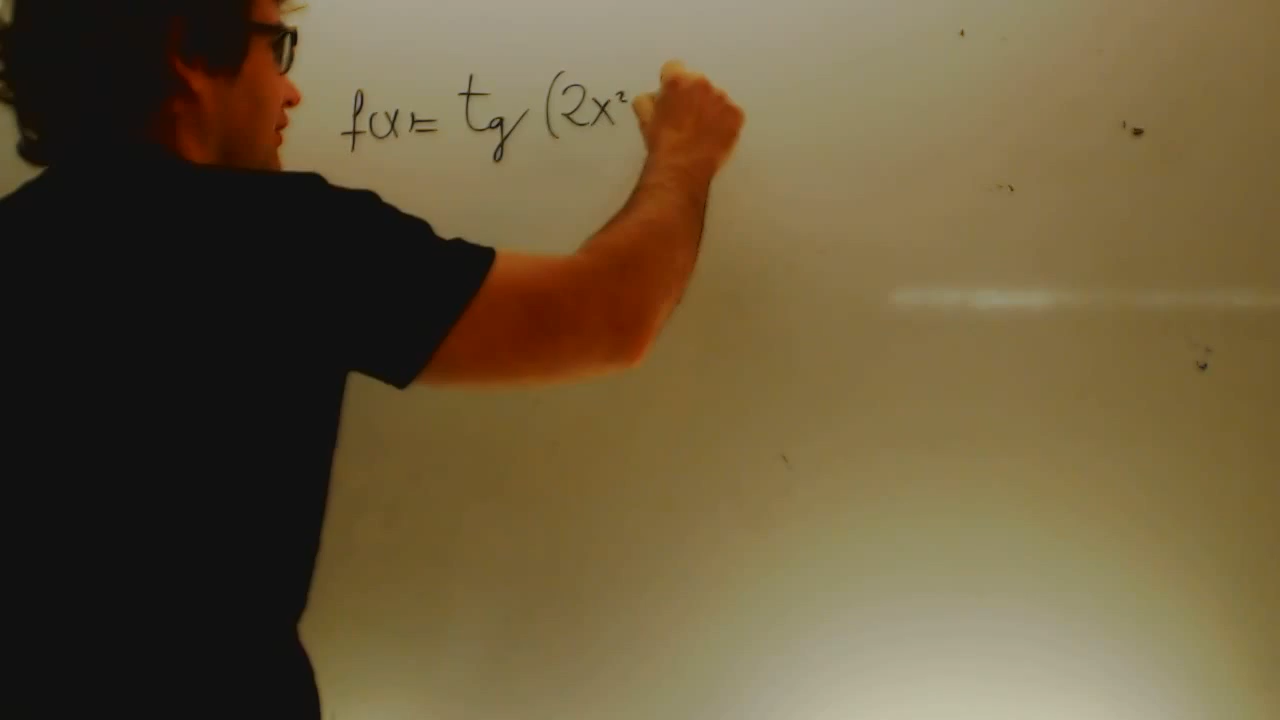 f(x)= tg (2x²